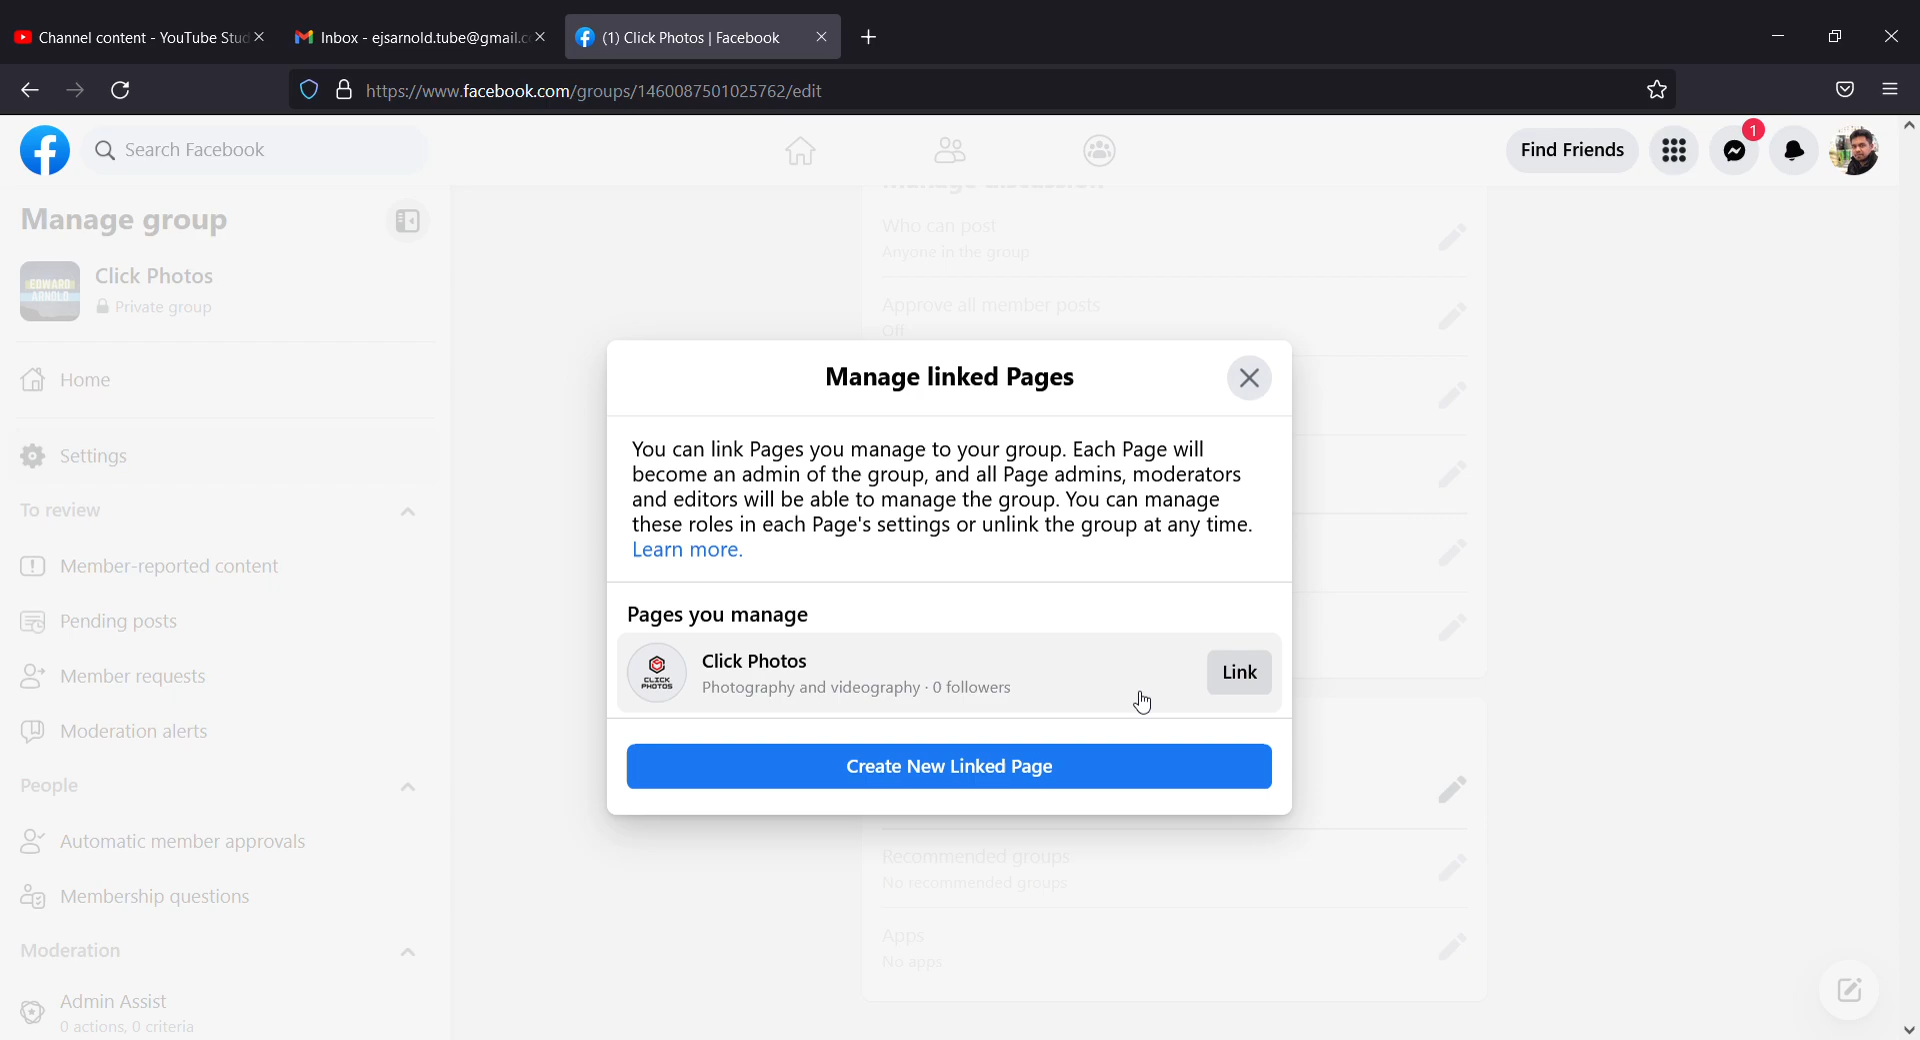 Channel content - YouTube Stud
Inbox - ejsarnold.tube@gmail.c
(1) Click Photos | Facebook
https://www.facebook.com/groups/1460087501025762/edit
Search Facebook
Find Friends
1
Manage group
Click Photos
Private group
EDWARD
ARNOLD
Home
Settings
To review
Member-reported content
Pending posts
Member requests
Moderation alerts
People
Automatic member approvals
Membership questions
Moderation
Admin Assist
0 actions, 0 criteria
Manage discussion
Who can post
Anyone in the group
Approve all member posts
Off
Manage linked Pages
You can link Pages you manage to your group. Each Page will
become an admin of the group, and all Page admins, moderators
and editors will be able to manage the group. You can manage
these roles in each Page's settings or unlink the group at any time.
Learn more.
Pages you manage
CLICK
PHOTOS
Click Photos
Photography and videography · 0 followers
Link
Create New Linked Page
Recommended groups
No recommended groups
Apps
No apps